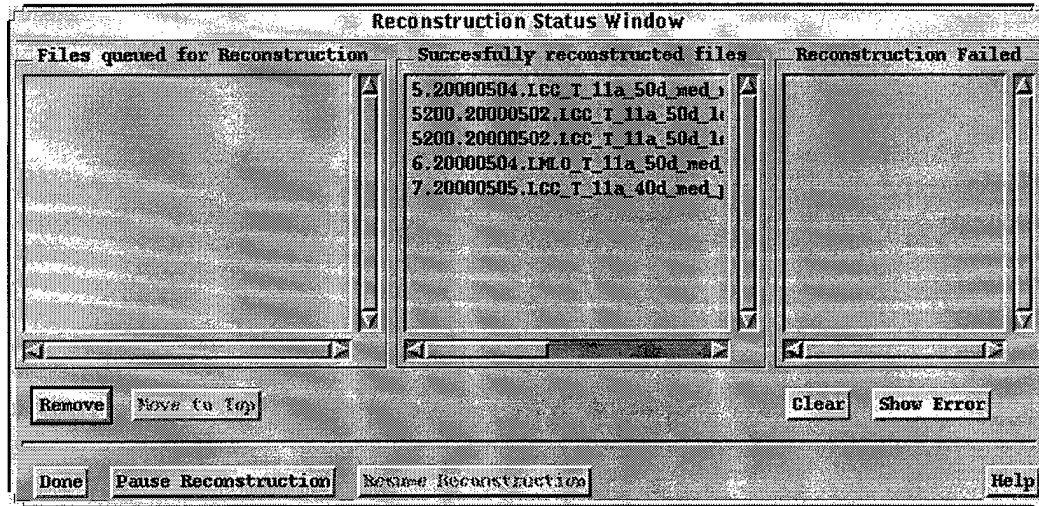 Reconstruction Status Window
Files queued for Reconstruction
Succesfully reconstructed files
Reconstruction Failed
5.20000504.LCC_T_11a_50d_med_
5200.20000502.LCC_T_11a_50d_l
5200.20000502.LCC_T_11a_50d_l
6.20000504.LMLO_T_11a_50d_med_
7.20000505.LCC_T_11a_40d_med_
Remove
Move to Top
Clear
Show Error
Done
Pause Reconstruction
Resume Reconstruction
Help